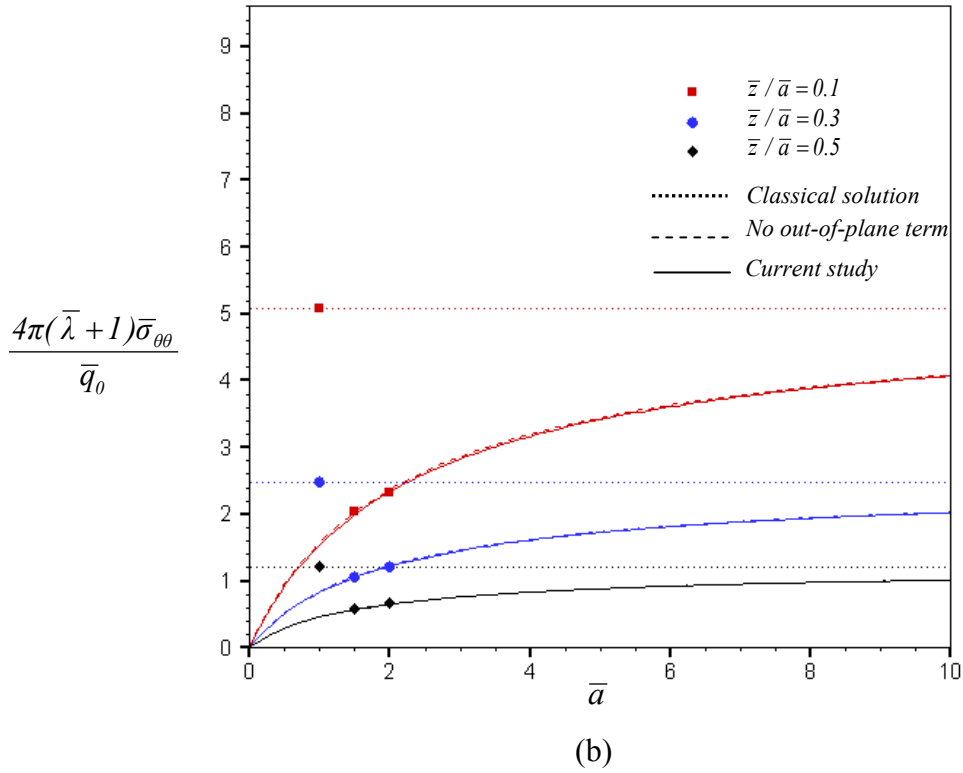 9
8
7
6
5
4
3
2
1
0
4π(λ̄ + 1)σ̄θθ
q̄0
z̄ / ā = 0.1
z̄ / ā = 0.3
z̄ / ā = 0.5
Classical solution
No out-of-plane term
Current study
0 2 4 6 8 10
ā
(b)